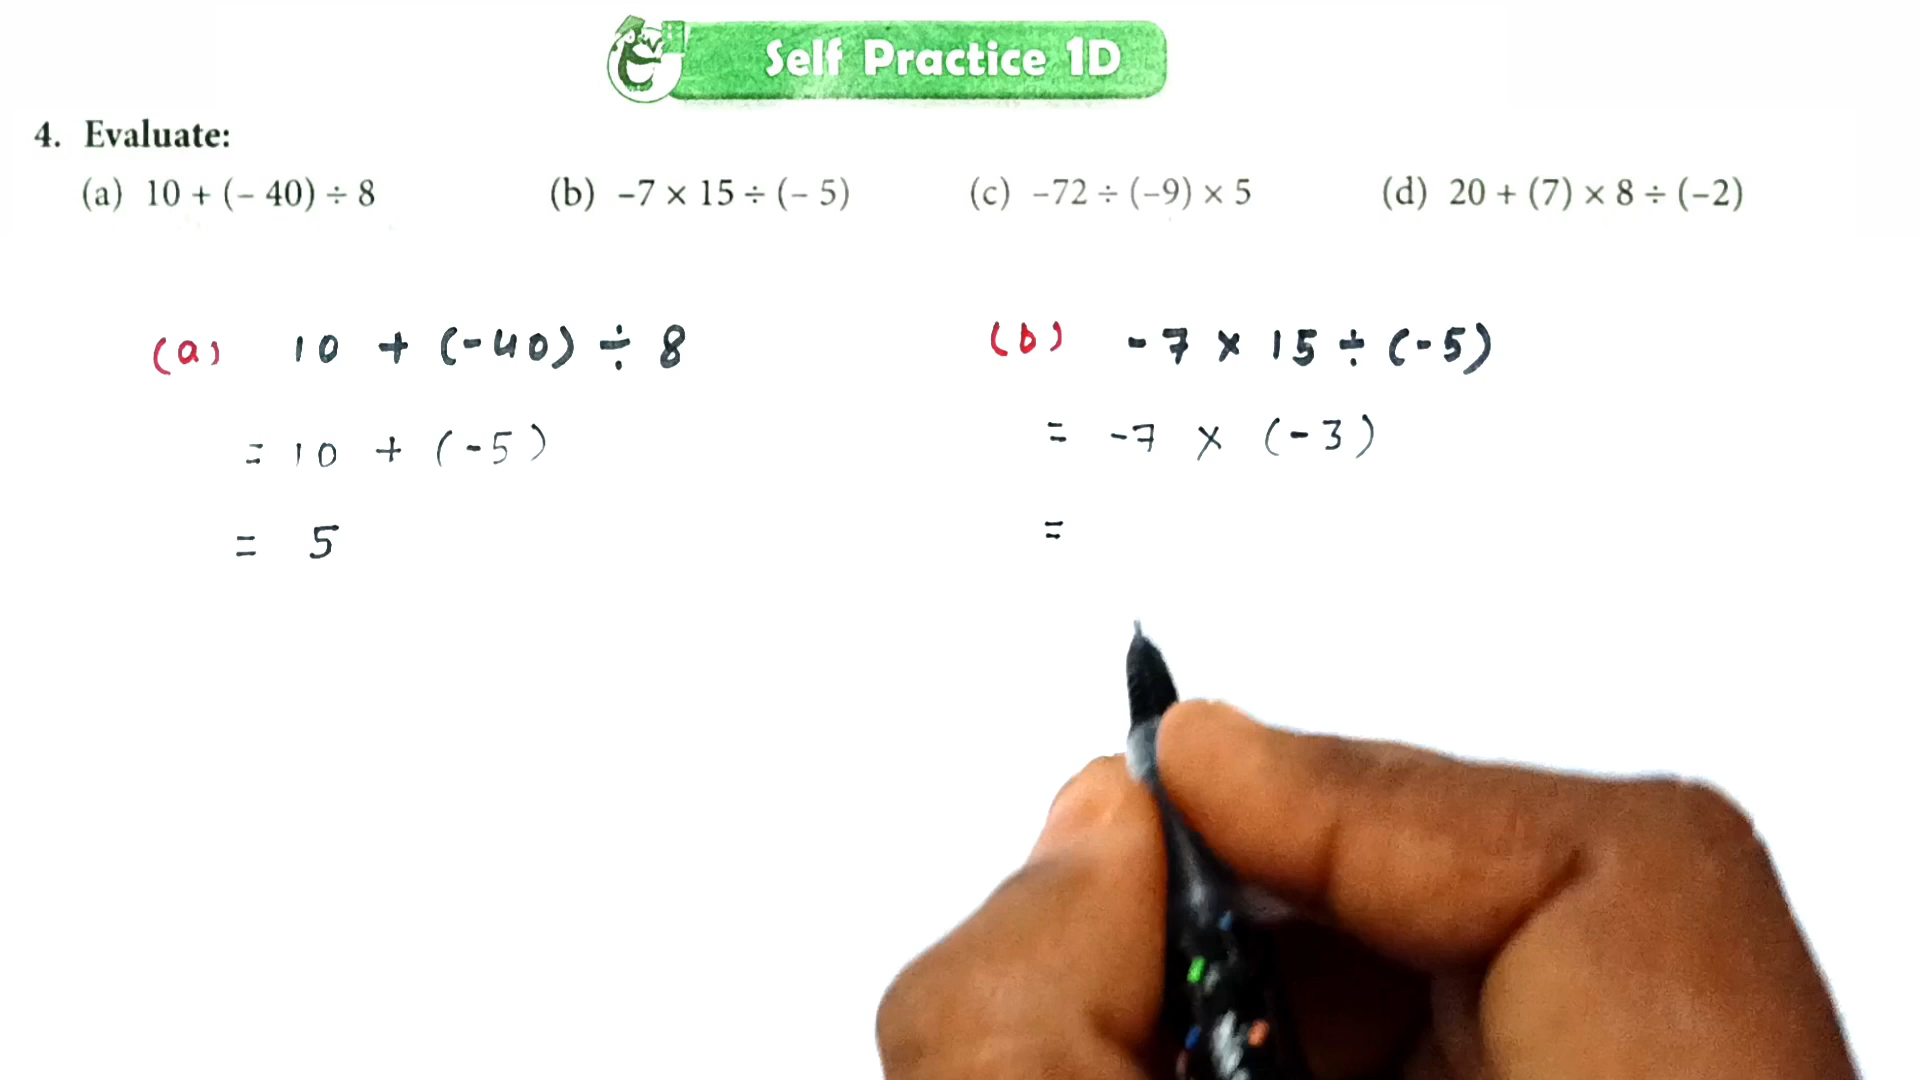 Self Practice 1D
4. Evaluate:
(a) 10 + (– 40) ÷ 8 (b) –7 × 15 ÷ (– 5) (c) –72 ÷ (–9) × 5 (d) 20 + (7) × 8 ÷ (–2)
(a) 10 + (-40) ÷ 8
= 10 + (-5)
= 5
(b) -7 × 15 ÷ (-5)
= -7 × (-3)
=